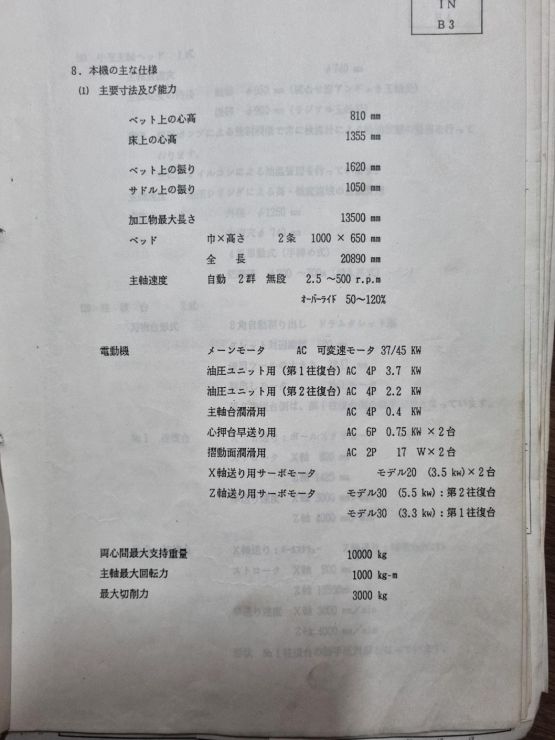 IN
B3
8. 本機の主な仕様
(1) 主要寸法及び能力
ベット上の心高 810 mm
床上の心高 1355 mm
ベット上の振り 1620 mm
サドル上の振り 1050 mm
加工物最大長さ 13500 mm
ベッド 巾×高さ 2条 1000 × 650 mm
全 長 20890 mm
主軸速度 自動 2群 無段 2.5 ～500 r.p.m
オーバーライド 50～120%
電動機 メーンモータ AC 可変速モータ 37/45 KW
油圧ユニット用 (第1往復台) AC 4P 3.7 KW
油圧ユニット用 (第2往復台) AC 4P 2.2 KW
主軸台潤滑用 AC 4P 0.4 KW
心押台早送り用 AC 6P 0.75 KW × 2台
摺動面潤滑用 AC 2P 17 W × 2台
X軸送り用サーボモータ モデル20 (3.5 kw) × 2台
Z軸送り用サーボモータ モデル30 (5.5 kw) : 第2往復台
モデル30 (3.3 kw) : 第1往復台
両心間最大支持重量 10000 kg
主軸最大回転力 1000 kg-m
最大切削力 3000 kg